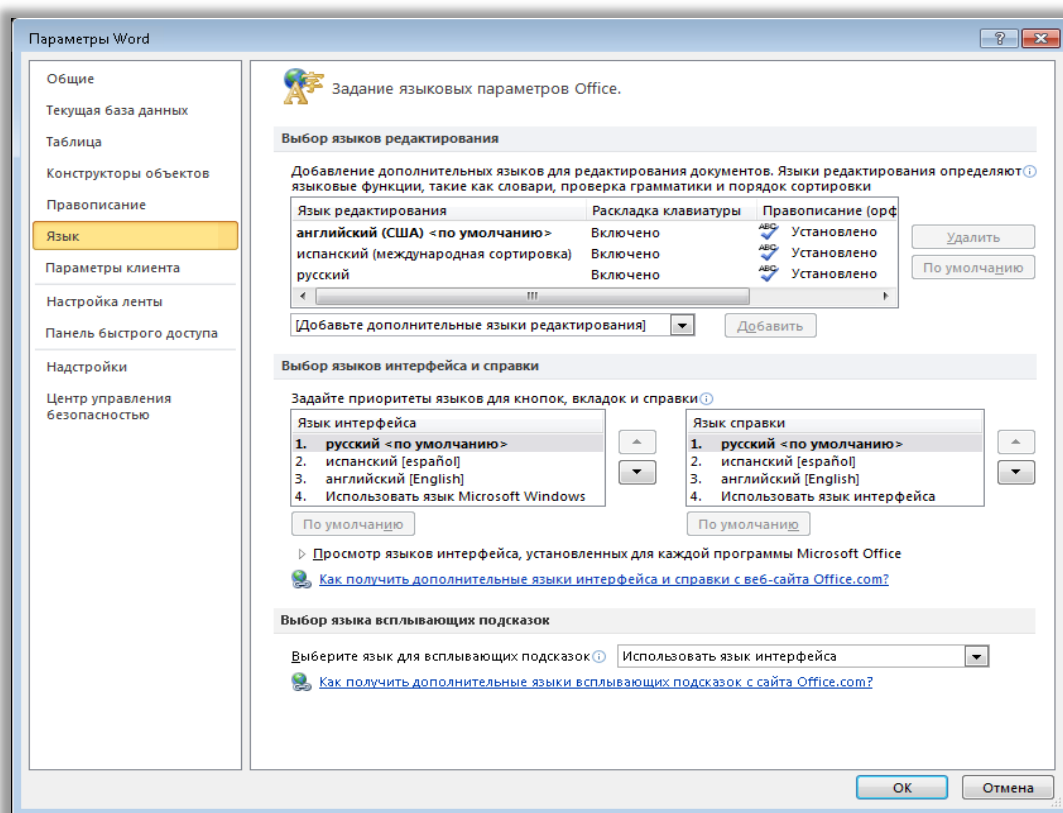 Параметры Word
Общие
Текущая база данных
Таблица
Конструкторы объектов
Правописание
Язык
Параметры клиента
Настройка ленты
Панель быстрого доступа
Надстройки
Центр управления
безопасностью
Задание языковых параметров Office.
Выбор языков редактирования
Добавление дополнительных языков для редактирования документов. Языки редактирования определяют
языковые функции, такие как словари, проверка грамматики и порядок сортировки
Язык редактирования Раскладка клавиатуры Правописание (орф
английский (США) <по умолчанию> Включено Установлено
испанский (международная сортировка) Включено Установлено
русский Включено Установлено
Удалить
По умолчанию
[Добавьте дополнительные языки редактирования] Добавить
Выбор языков интерфейса и справки
Задайте приоритеты языков для кнопок, вкладок и справки
Язык интерфейса
1. русский <по умолчанию>
2. испанский [español]
3. английский [English]
4. Использовать язык Microsoft Windows
По умолчанию
Язык справки
1. русский <по умолчанию>
2. испанский [español]
3. английский [English]
4. Использовать язык интерфейса
По умолчанию
Просмотр языков интерфейса, установленных для каждой программы Microsoft Office
Как получить дополнительные языки интерфейса и справки с веб-сайта Office.com?
Выбор языка всплывающих подсказок
Выберите язык для всплывающих подсказок Использовать язык интерфейса
Как получить дополнительные языки всплывающих подсказок с сайта Office.com?
ОК Отмена